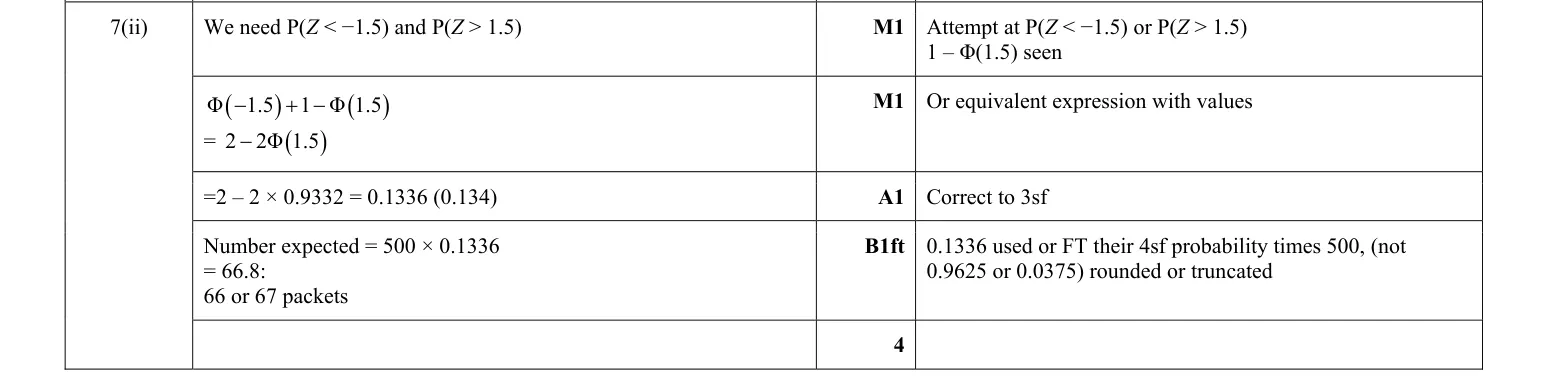 7(ii) We need P(Z < −1.5) and P(Z > 1.5) M1 Attempt at P(Z < −1.5) or P(Z > 1.5)
1 – Φ(1.5) seen
Φ(−1.5)+1−Φ(1.5) M1 Or equivalent expression with values
= 2−2Φ(1.5)
=2 – 2 × 0.9332 = 0.1336 (0.134) A1 Correct to 3sf
Number expected = 500 × 0.1336 B1ft 0.1336 used or FT their 4sf probability times 500, (not
= 66.8: 0.9625 or 0.0375) rounded or truncated
66 or 67 packets
4